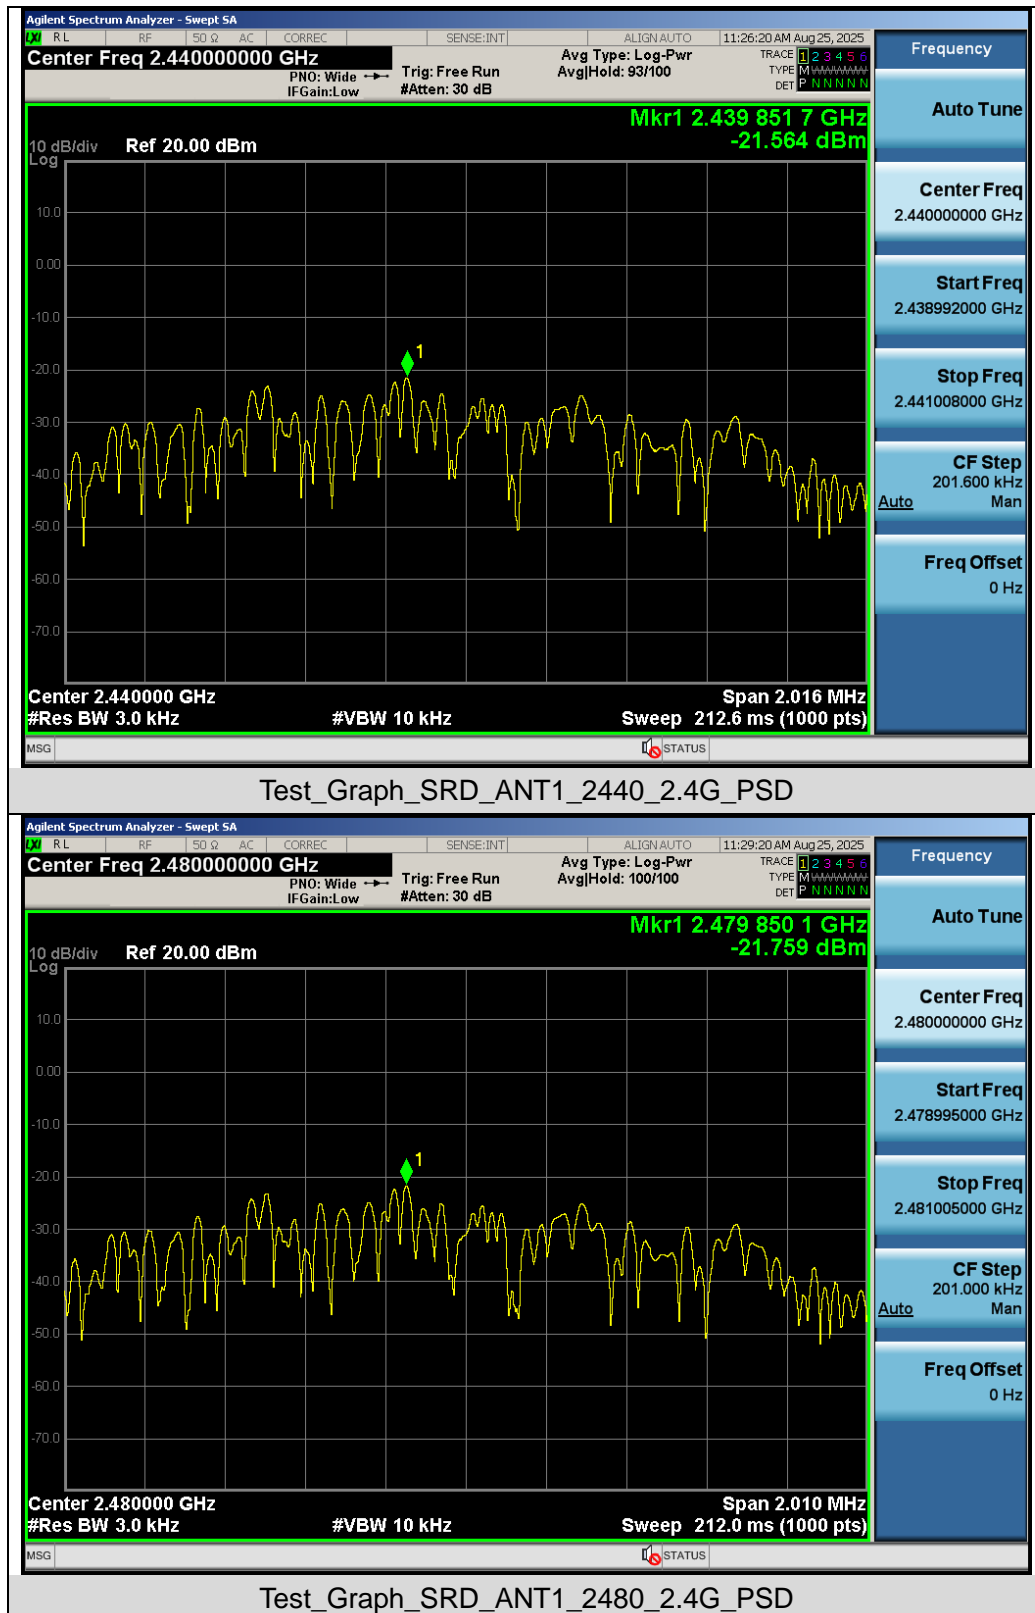 Agilent Spectrum Analyzer - Swept SA
LXI RL RF 50 Ω AC CORREC SENSE:INT ALIGN AUTO 11:26:20 AM Aug 25, 2025
Center Freq 2.440000000 GHz
PNO: Wide
IFGain:Low
Trig: Free Run
#Atten: 30 dB
Avg Type: Log-Pwr
Avg|Hold: 93/100
TRACE 1 2 3 4 5 6
TYPE M
DET P N N N N N
Mkr1 2.439 851 7 GHz
-21.564 dBm
10 dB/div Ref 20.00 dBm
Log
10.0
0.00
-10.0
-20.0
-30.0
-40.0
-50.0
-60.0
-70.0
1
Center 2.440000 GHz Span 2.016 MHz
#Res BW 3.0 kHz #VBW 10 kHz Sweep 212.6 ms (1000 pts)
MSG STATUS
Frequency
Auto Tune
Center Freq
2.440000000 GHz
Start Freq
2.438992000 GHz
Stop Freq
2.441008000 GHz
CF Step
201.600 kHz
Auto Man
Freq Offset
0 Hz
Test_Graph_SRD_ANT1_2440_2.4G_PSD
Agilent Spectrum Analyzer - Swept SA
LXI RL RF 50 Ω AC CORREC SENSE:INT ALIGN AUTO 11:29:20 AM Aug 25, 2025
Center Freq 2.480000000 GHz
PNO: Wide
IFGain:Low
Trig: Free Run
#Atten: 30 dB
Avg Type: Log-Pwr
Avg|Hold: 100/100
TRACE 1 2 3 4 5 6
TYPE M
DET P N N N N N
Mkr1 2.479 850 1 GHz
-21.759 dBm
10 dB/div Ref 20.00 dBm
Log
10.0
0.00
-10.0
-20.0
-30.0
-40.0
-50.0
-60.0
-70.0
1
Center 2.480000 GHz Span 2.010 MHz
#Res BW 3.0 kHz #VBW 10 kHz Sweep 212.0 ms (1000 pts)
MSG STATUS
Frequency
Auto Tune
Center Freq
2.480000000 GHz
Start Freq
2.478995000 GHz
Stop Freq
2.481005000 GHz
CF Step
201.000 kHz
Auto Man
Freq Offset
0 Hz
Test_Graph_SRD_ANT1_2480_2.4G_PSD